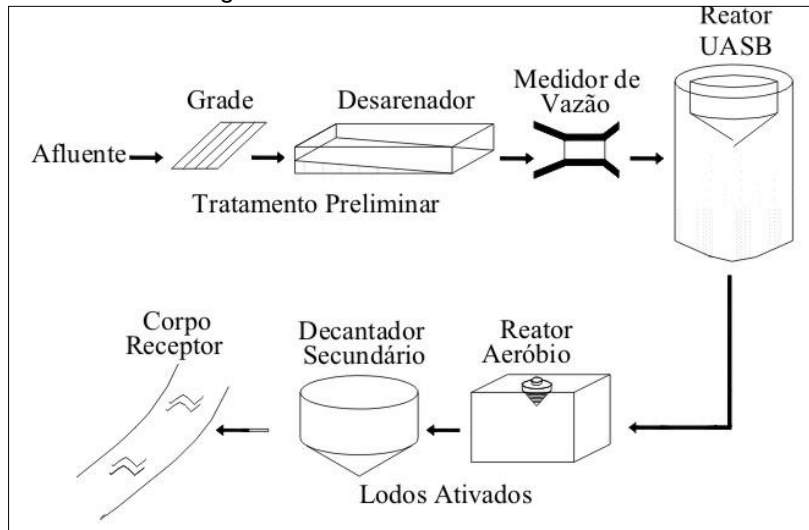 Reator
UASB
Grade
Desarenador
Medidor de
Vazão
Afluente
Tratamento Preliminar
Corpo
Receptor
Decantador
Secundário
Reator
Aeróbio
Lodos Ativados